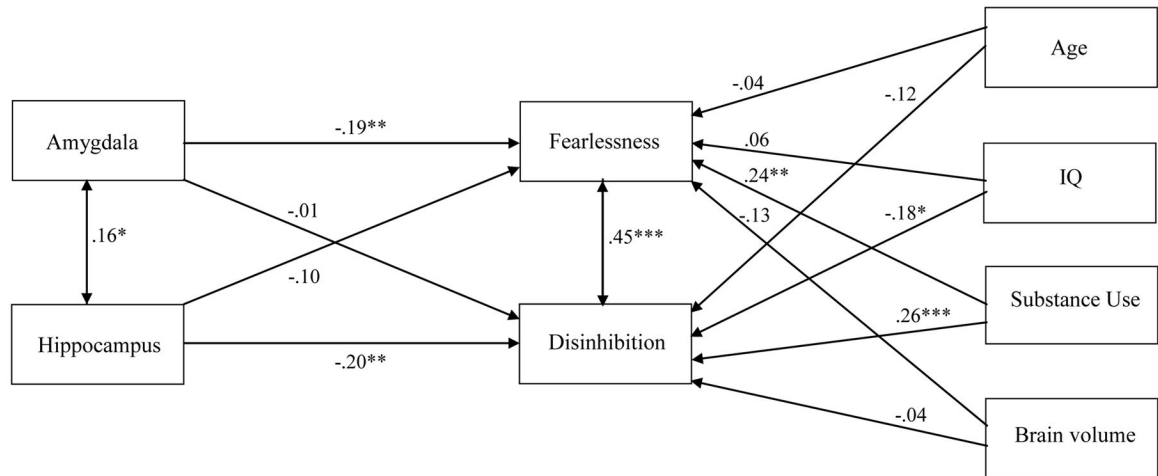 Age
-.04
-.12
Amygdala
-.19**
Fearlessness
.06
IQ
.24**
-.01
-.13
-.18*
.16*
.45***
-.10
Substance Use
.26***
Hippocampus
-.20**
Disinhibition
-.04
Brain volume